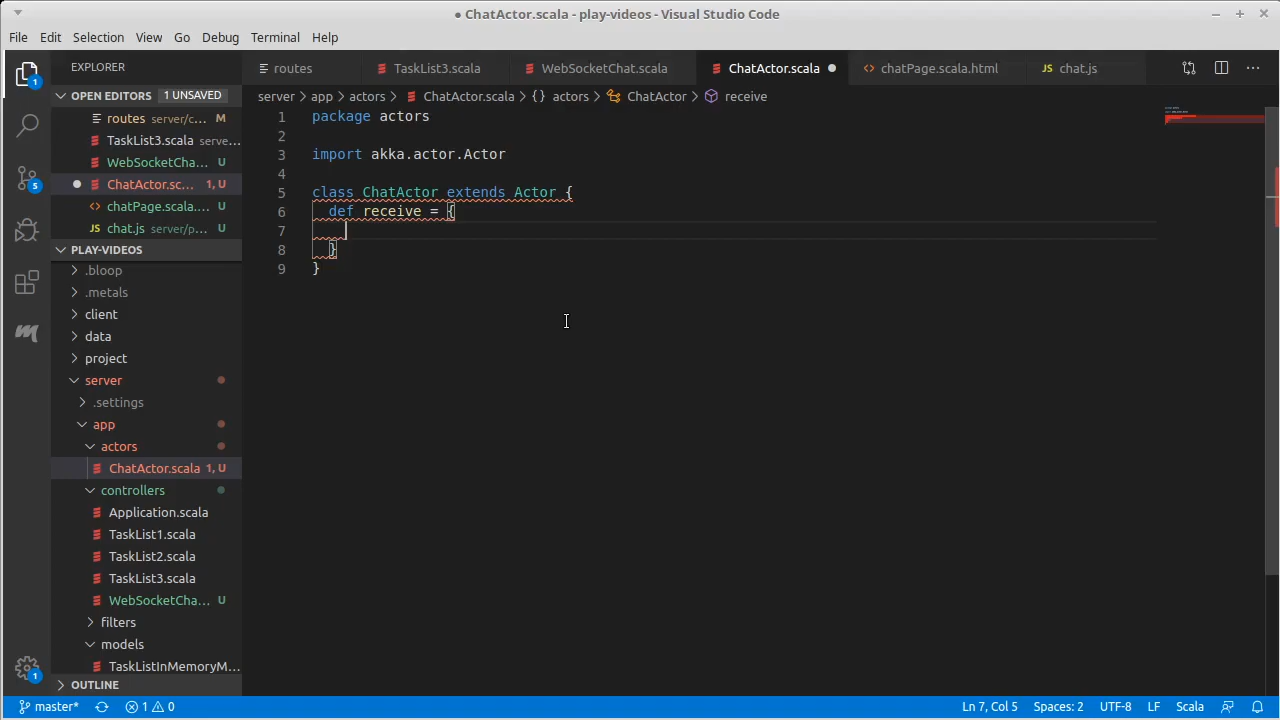 ChatActor.scala - play-videos - Visual Studio Code
File Edit Selection View Go Debug Terminal Help
EXPLORER
routes
TaskList3.scala
WebSocketChat.scala
ChatActor.scala
chatPage.scala.html
JS chat.js
OPEN EDITORS 1 UNSAVED
server > app > actors > ChatActor.scala > {} actors > ChatActor > receive
routes server/c... M
TaskList3.scala serve...
WebSocketCha... U
ChatActor.sc... 1, U
<> chatPage.scala.... U
JS chat.js server/p... U
PLAY-VIDEOS
.bloop
.metals
client
data
project
server
.settings
app
actors
ChatActor.scala 1, U
controllers
Application.scala
TaskList1.scala
TaskList2.scala
TaskList3.scala
WebSocketCha... U
filters
models
TaskListInMemoryM...
OUTLINE
1 package actors
2
3 import akka.actor.Actor
4
5 class ChatActor extends Actor {
6 def receive = {
7
8 }
9 }
1
5
1
master* 1 0 Ln 7, Col 5 Spaces: 2 UTF-8 LF Scala